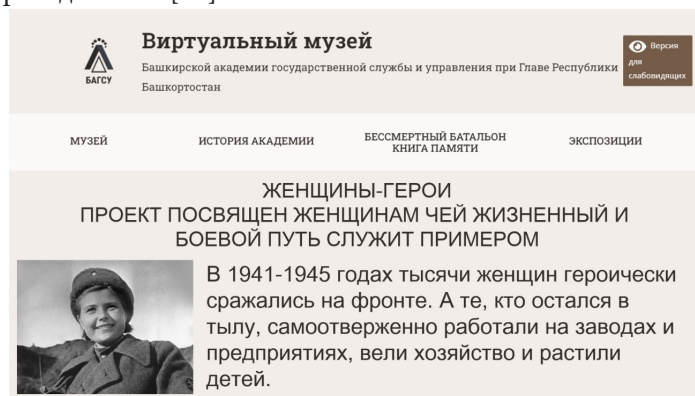 Виртуальный музей
Башкирской академии государственной службы и управления при Главе Республики
Башкортостан
БАГСУ
Версия
для
слабовидящих
МУЗЕЙ
ИСТОРИЯ АКАДЕМИИ
БЕССМЕРТНЫЙ БАТАЛЬОН
КНИГА ПАМЯТИ
ЭКСПОЗИЦИИ
ЖЕНЩИНЫ-ГЕРОИ
ПРОЕКТ ПОСВЯЩЕН ЖЕНЩИНАМ ЧЕЙ ЖИЗНЕННЫЙ И
БОЕВОЙ ПУТЬ СЛУЖИТ ПРИМЕРОМ
В 1941-1945 годах тысячи женщин героически
сражались на фронте. А те, кто остался в
тылу, самоотверженно работали на заводах и
предприятиях, вели хозяйство и растили
детей.